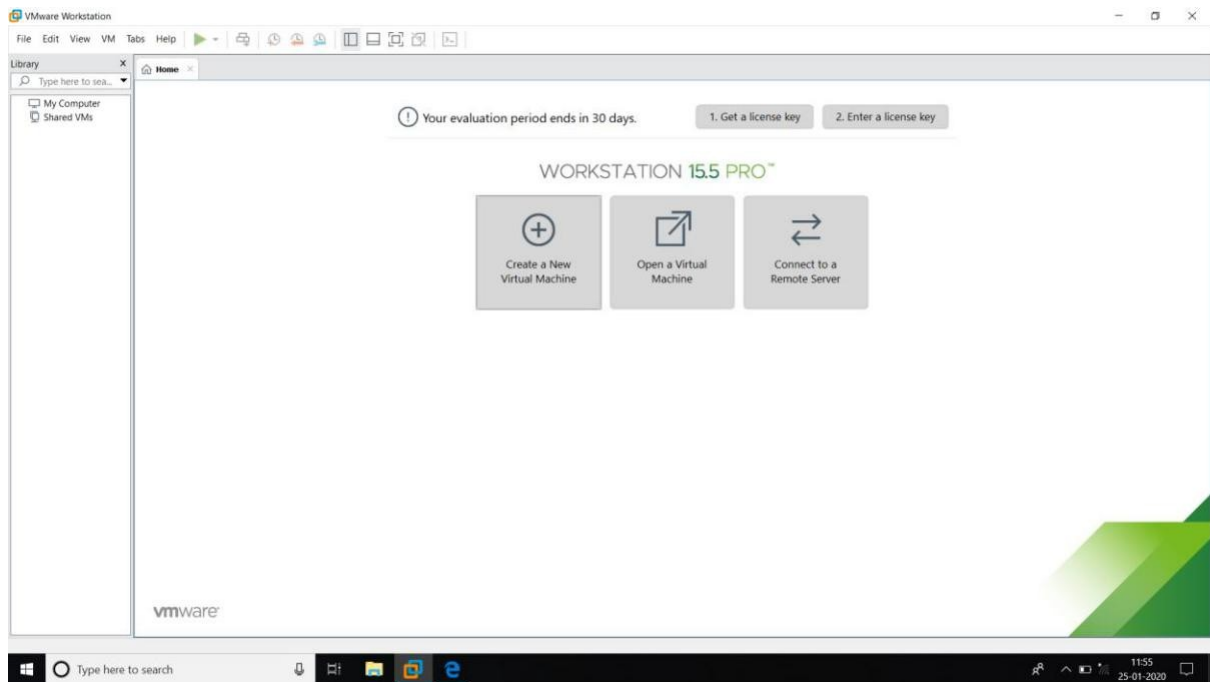 VMware Workstation
File Edit View VM Tabs Help
Library
Type here to sea...
My Computer
Shared VMs
Home
Your evaluation period ends in 30 days.
1. Get a license key
2. Enter a license key
WORKSTATION 15.5 PRO™
Create a New
Virtual Machine
Open a Virtual
Machine
Connect to a
Remote Server
vmware
Type here to search
11:55
25-01-2020